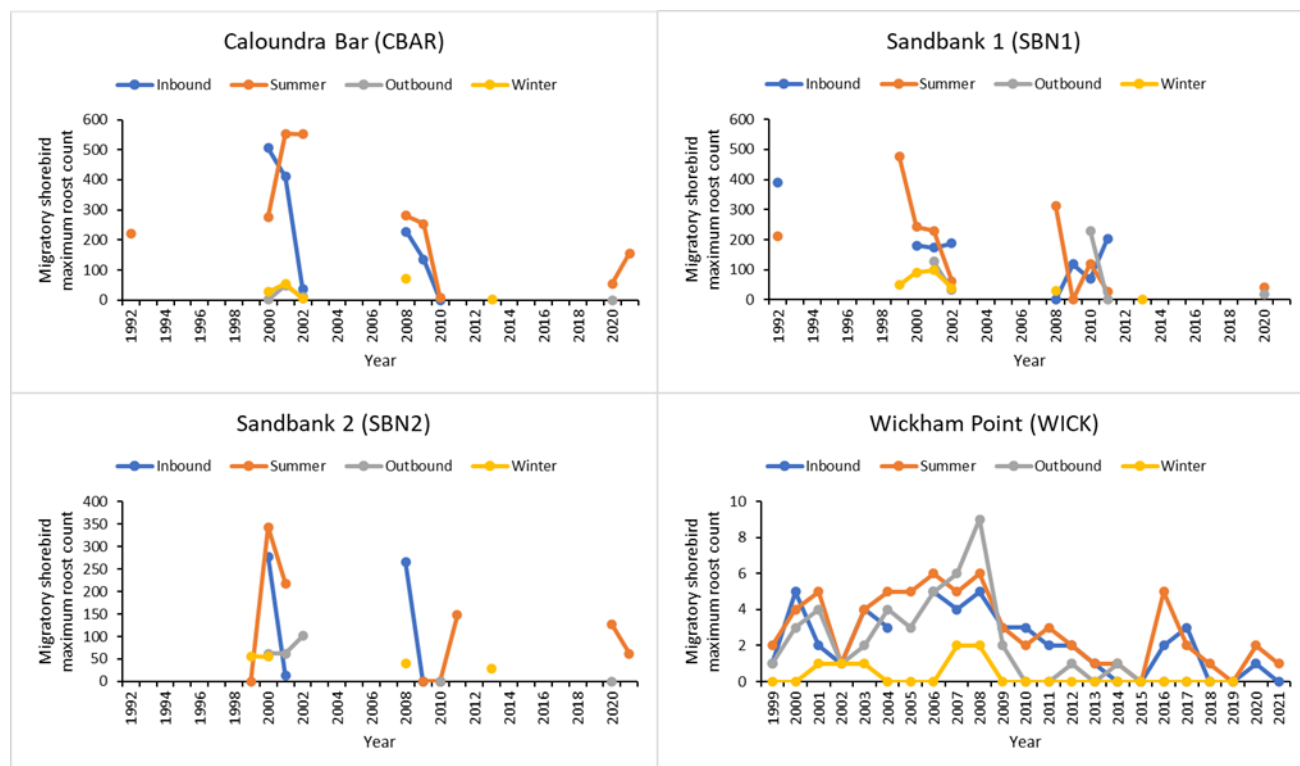 Caloundra Bar (CBAR)
Inbound Summer Outbound Winter
Migratory shorebird
maximum roost count
600
500
400
300
200
100
0
1992 1994 1996 1998 2000 2002 2004 2006 2008 2010 2012 2014 2016 2018 2020
Year
Sandbank 1 (SBN1)
Inbound Summer Outbound Winter
Migratory shorebird
maximum roost count
600
500
400
300
200
100
0
1992 1994 1996 1998 2000 2002 2004 2006 2008 2010 2012 2014 2016 2018 2020
Year
Sandbank 2 (SBN2)
Inbound Summer Outbound Winter
Migratory shorebird
maximum roost count
400
350
300
250
200
150
100
50
0
1992 1994 1996 1998 2000 2002 2004 2006 2008 2010 2012 2014 2016 2018 2020
Year
Wickham Point (WICK)
Inbound Summer Outbound Winter
Migratory shorebird
maximum roost count
10
8
6
4
2
0
1999 2000 2001 2002 2003 2004 2005 2006 2007 2008 2009 2010 2011 2012 2013 2014 2015 2016 2017 2018 2019 2020 2021
Year